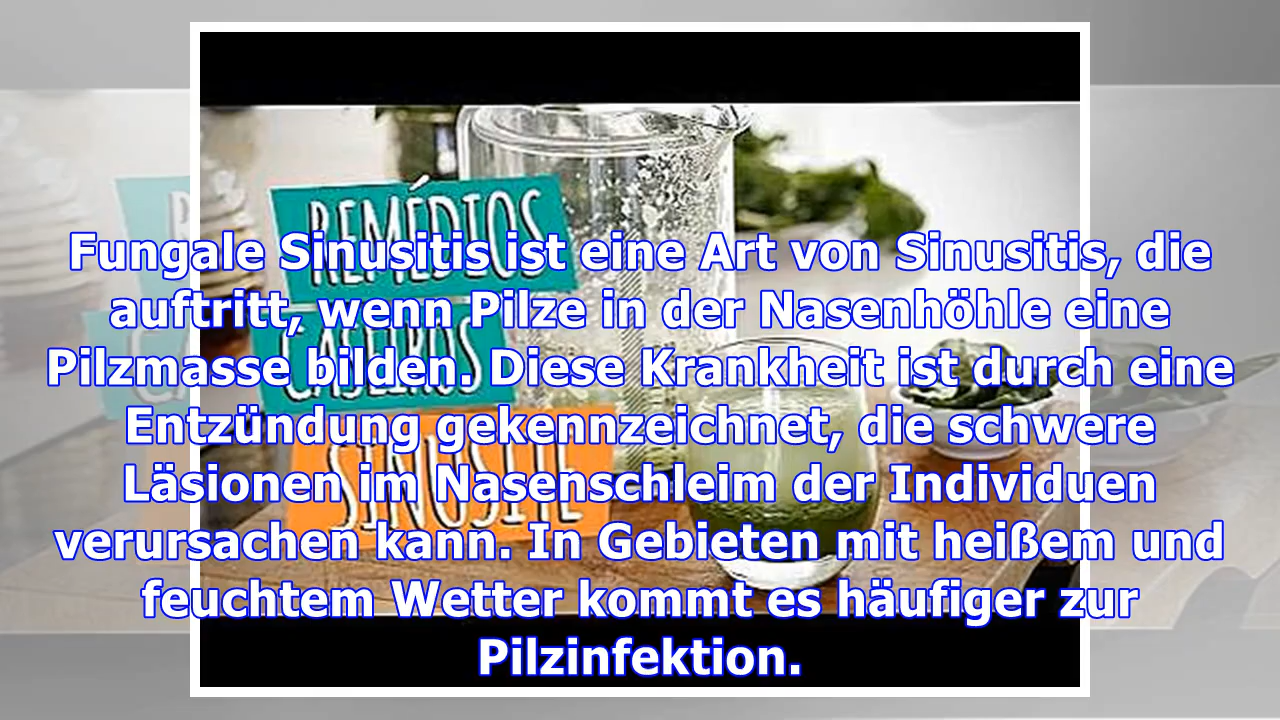 REMÉDIOS
CASEIROS
SINUSITE
Fungale Sinusitis ist eine Art von Sinusitis, die
auftritt, wenn Pilze in der Nasenhöhle eine
Pilzmasse bilden. Diese Krankheit ist durch eine
Entzündung gekennzeichnet, die schwere
Läsionen im Nasenschleim der Individuen
verursachen kann. In Gebieten mit heißem und
feuchtem Wetter kommt es häufiger zur
Pilzinfektion.